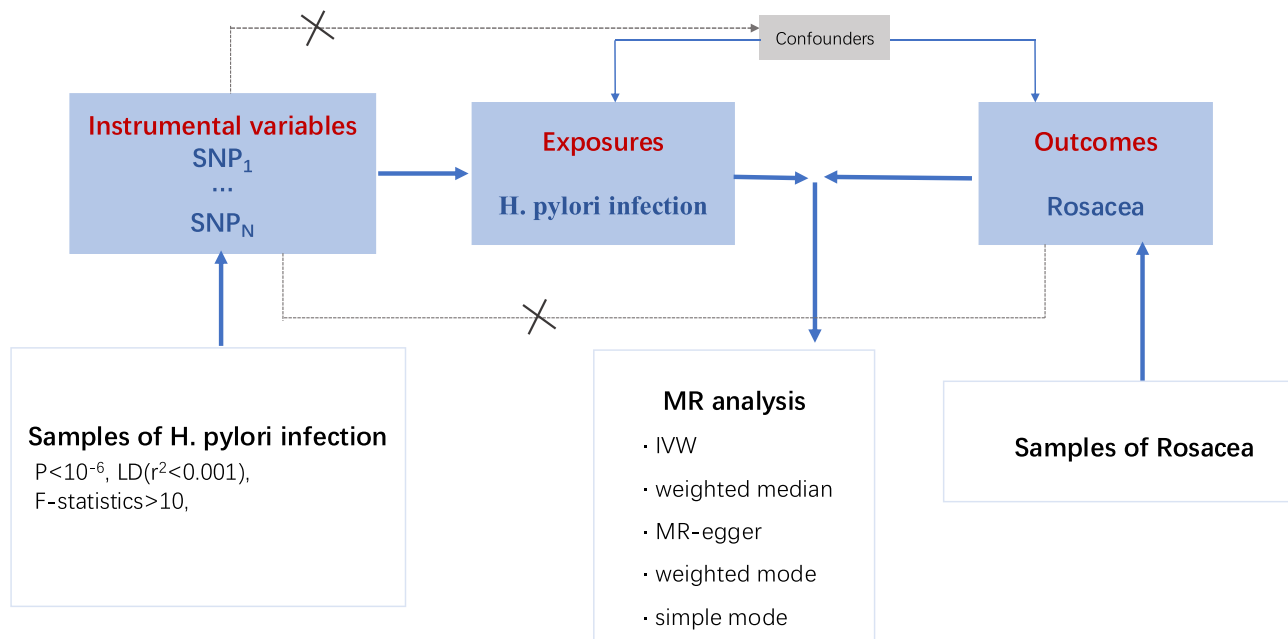 Confounders
Instrumental variables
SNP₁
...
SNP_N
Exposures
H. pylori infection
Outcomes
Rosacea
Samples of H. pylori infection
P<10⁻⁶, LD(r²<0.001),
F-statistics>10,
MR analysis
· IVW
· weighted median
· MR-egger
· weighted mode
· simple mode
Samples of Rosacea